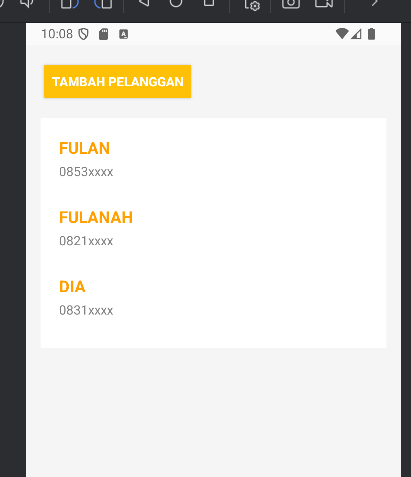 10:08
TAMBAH PELANGGAN
FULAN
0853xxxx
FULANAH
0821xxxx
DIA
0831xxxx